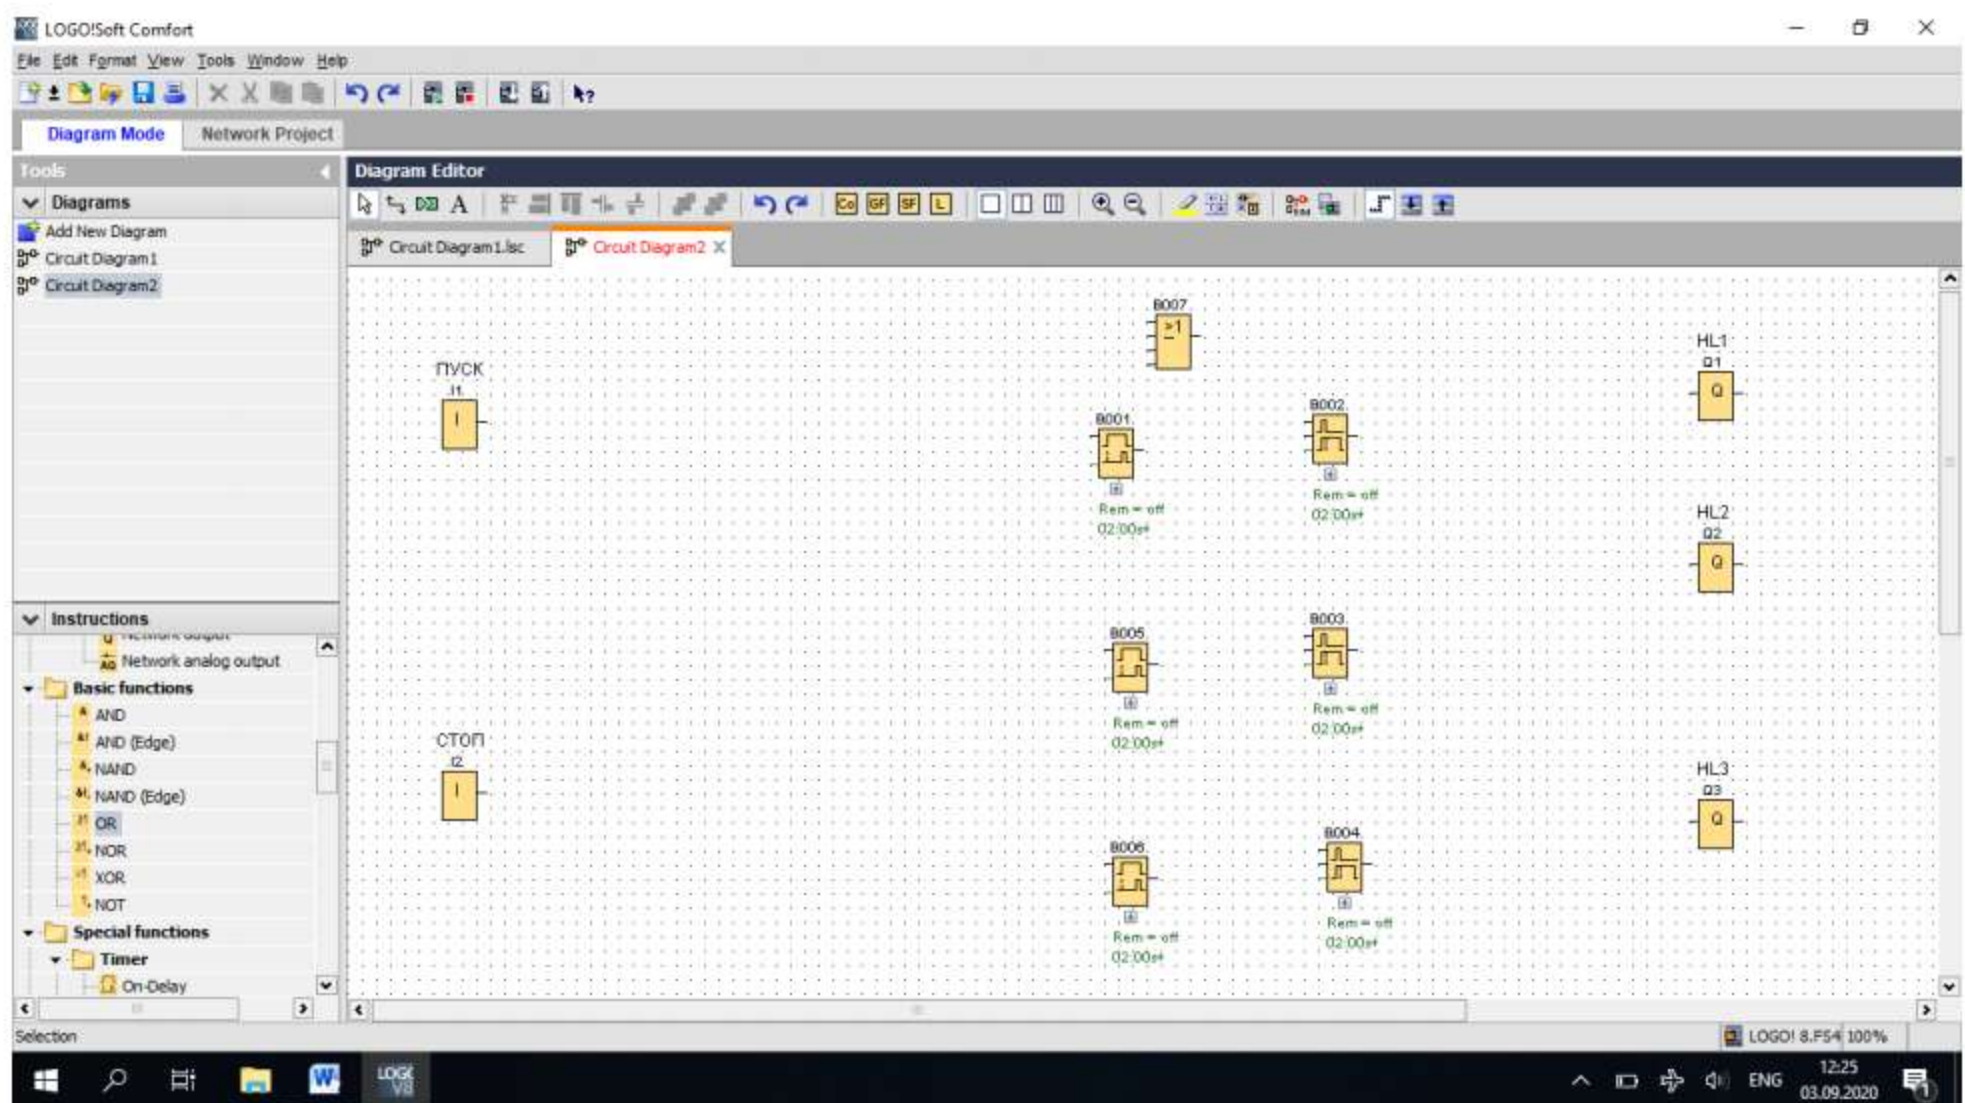 LOGO!Soft Comfort
File Edit Format View Tools Window Help
Diagram Mode Network Project
Tools
Diagrams
Add New Diagram
Circuit Diagram1
Circuit Diagram2
Instructions
Network output
Network analog output
Basic functions
AND
AND (Edge)
NAND
NAND (Edge)
OR
NOR
XOR
NOT
Special functions
Timer
On-Delay
Diagram Editor
A
Co GF SF L
Circuit Diagram1.lsc Circuit Diagram2
B007
≥1
ПУСК
I1
I
HL1
Q1
Q
B001
Rem = off
02:00s+
B002
Rem = off
02:00s+
HL2
Q2
Q
B005
Rem = off
02:00s+
B003
Rem = off
02:00s+
СТОП
I2
I
HL3
Q3
Q
B006
Rem = off
02:00s+
B004
Rem = off
02:00s+
Selection
LOGO! 8.FS4 100%
ENG
12:25
03.09.2020